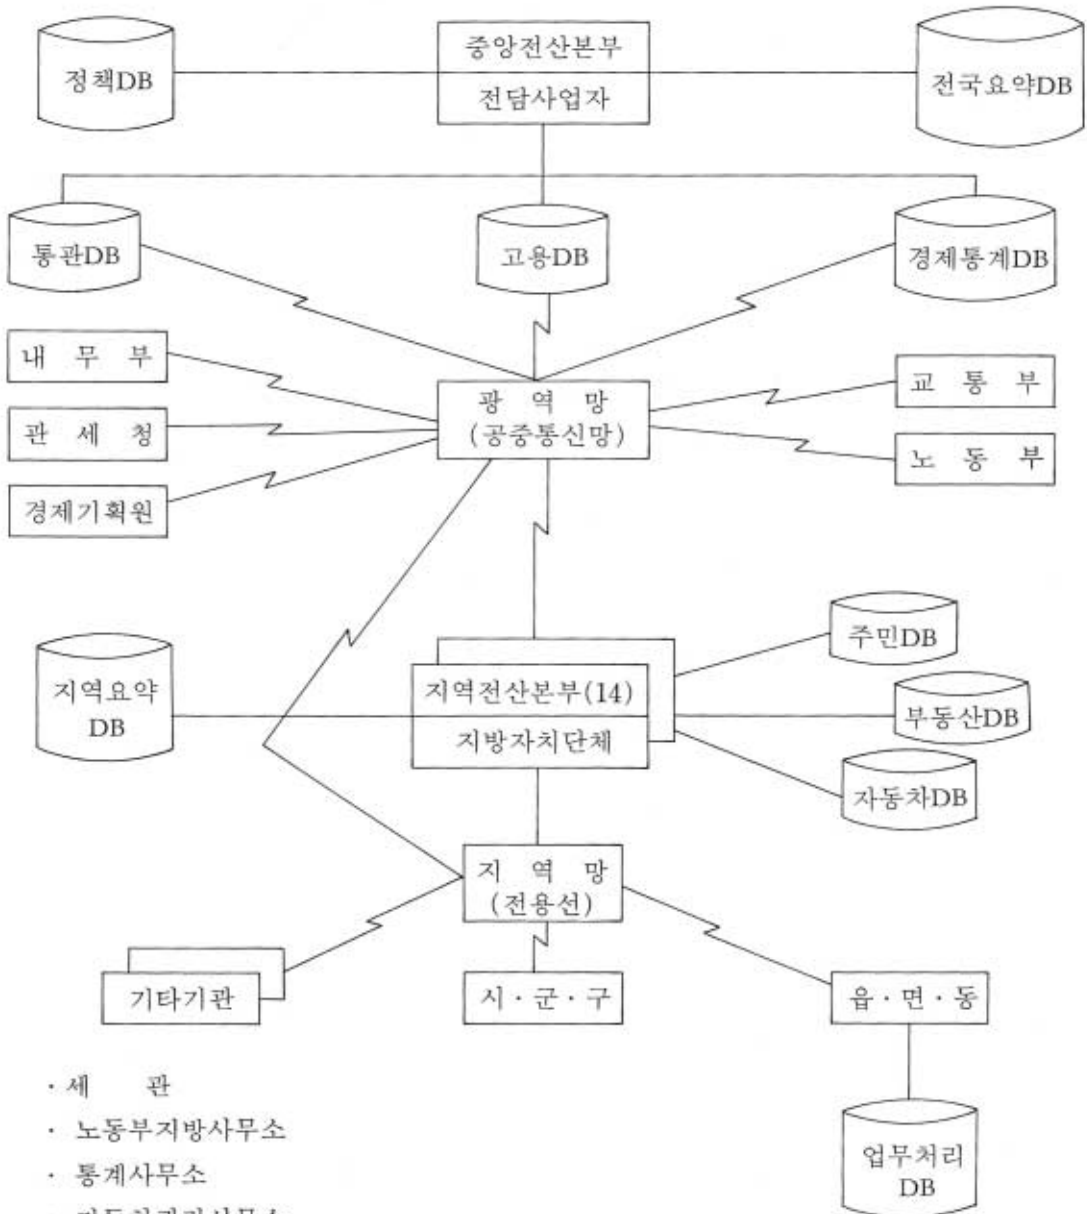 중앙전산본부
정책DB
전국요약DB
전담사업자
통관DB
고용DB
경제통계DB
내 무 부
교 통 부
광 역 망
(공중통신망)
관 세 청
노 동 부
경제기획원
주민DB
지역요약
DB
지역전산본부(14)
부동산DB
지방자치단체
자동차DB
지 역 망
(전용선)
기타기관
시·군·구
읍·면·동
· 세 관
· 노동부지방사무소
· 통계사무소
업무처리
DB